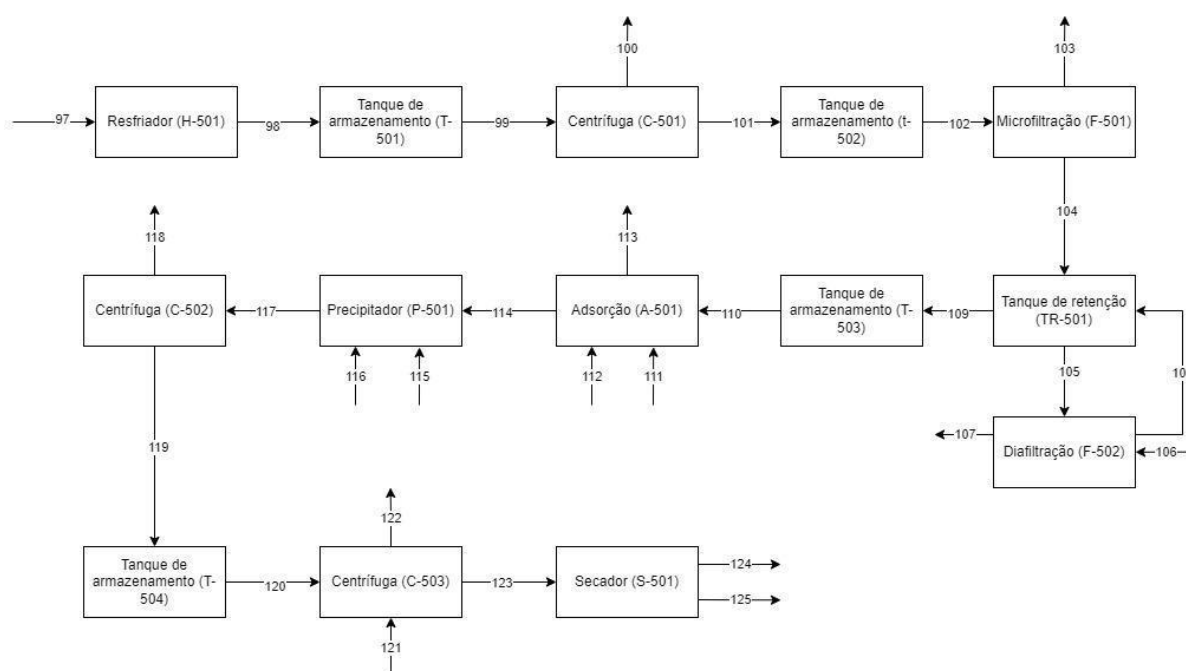 100
103
97
Resfriador (H-501)
98
Tanque de
armazenamento (T-
501)
99
Centrífuga (C-501)
101
Tanque de
armazenamento (t-
502)
102
Microfiltração (F-501)
104
118
113
Centrífuga (C-502)
117
Precipitador (P-501)
114
Adsorção (A-501)
110
Tanque de
armazenamento (T-
503)
109
Tanque de retenção
(TR-501)
116
115
112
111
105
10
107
Diafiltração (F-502)
106
119
122
Tanque de
armazenamento (T-
504)
120
Centrífuga (C-503)
123
Secador (S-501)
124
125
121